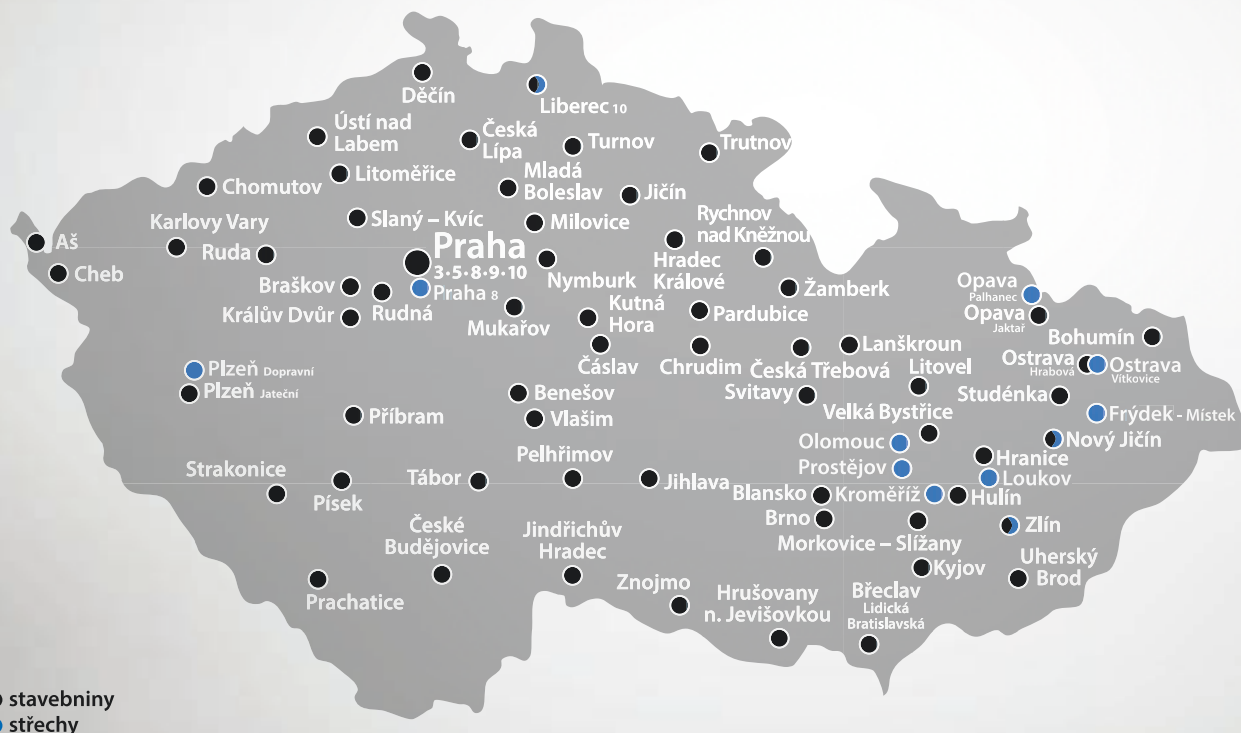 Děčín
Liberec 10
Ústí nad
Labem
Česká
Lípa
Turnov
Trutnov
Litoměřice
Mladá
Boleslav
Chomutov
Jičín
Karlovy Vary
Slaný – Kvíc
Milovice
Rychnov
nad Kněžnou
Aš
Ruda
Praha
3·5·8·9·10
Praha 8
Cheb
Nymburk
Hradec
Králové
Braškov
Rudná
Žamberk
Opava
Palhanec
Opava
Jaktař
Králův Dvůr
Mukařov
Kutná
Hora
Pardubice
Bohumín
Čáslav
Chrudim
Česká Třebová
Lanškroun
Litovel
Ostrava
Hrabová
Ostrava
Vítkovice
Plzeň Dopravní
Plzeň Jateční
Benešov
Svitavy
Studénka
Příbram
Vlašim
Velká Bystřice
Frýdek - Místek
Olomouc
Nový Jičín
Pelhřimov
Prostějov
Hranice
Strakonice
Písek
Tábor
Jihlava
Loukov
Blansko
Kroměříž
Hulín
Brno
Zlín
České
Budějovice
Jindřichův
Hradec
Morkovice – Slížany
Uherský
Brod
Kyjov
Prachatice
Znojmo
Hrušovany
n. Jevišovkou
Břeclav
Lidická
Bratislavská
stavebniny
střechy